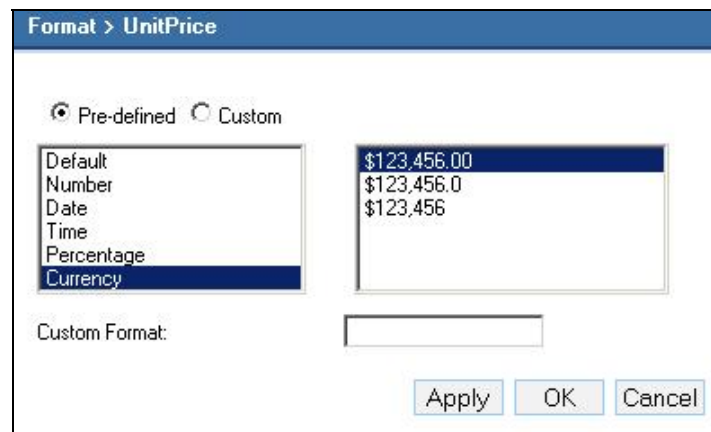 Format > UnitPrice
Pre-defined Custom
Default
Number
Date
Time
Percentage
Currency
$123,456.00
$123,456.0
$123,456
Custom Format:
Apply OK Cancel